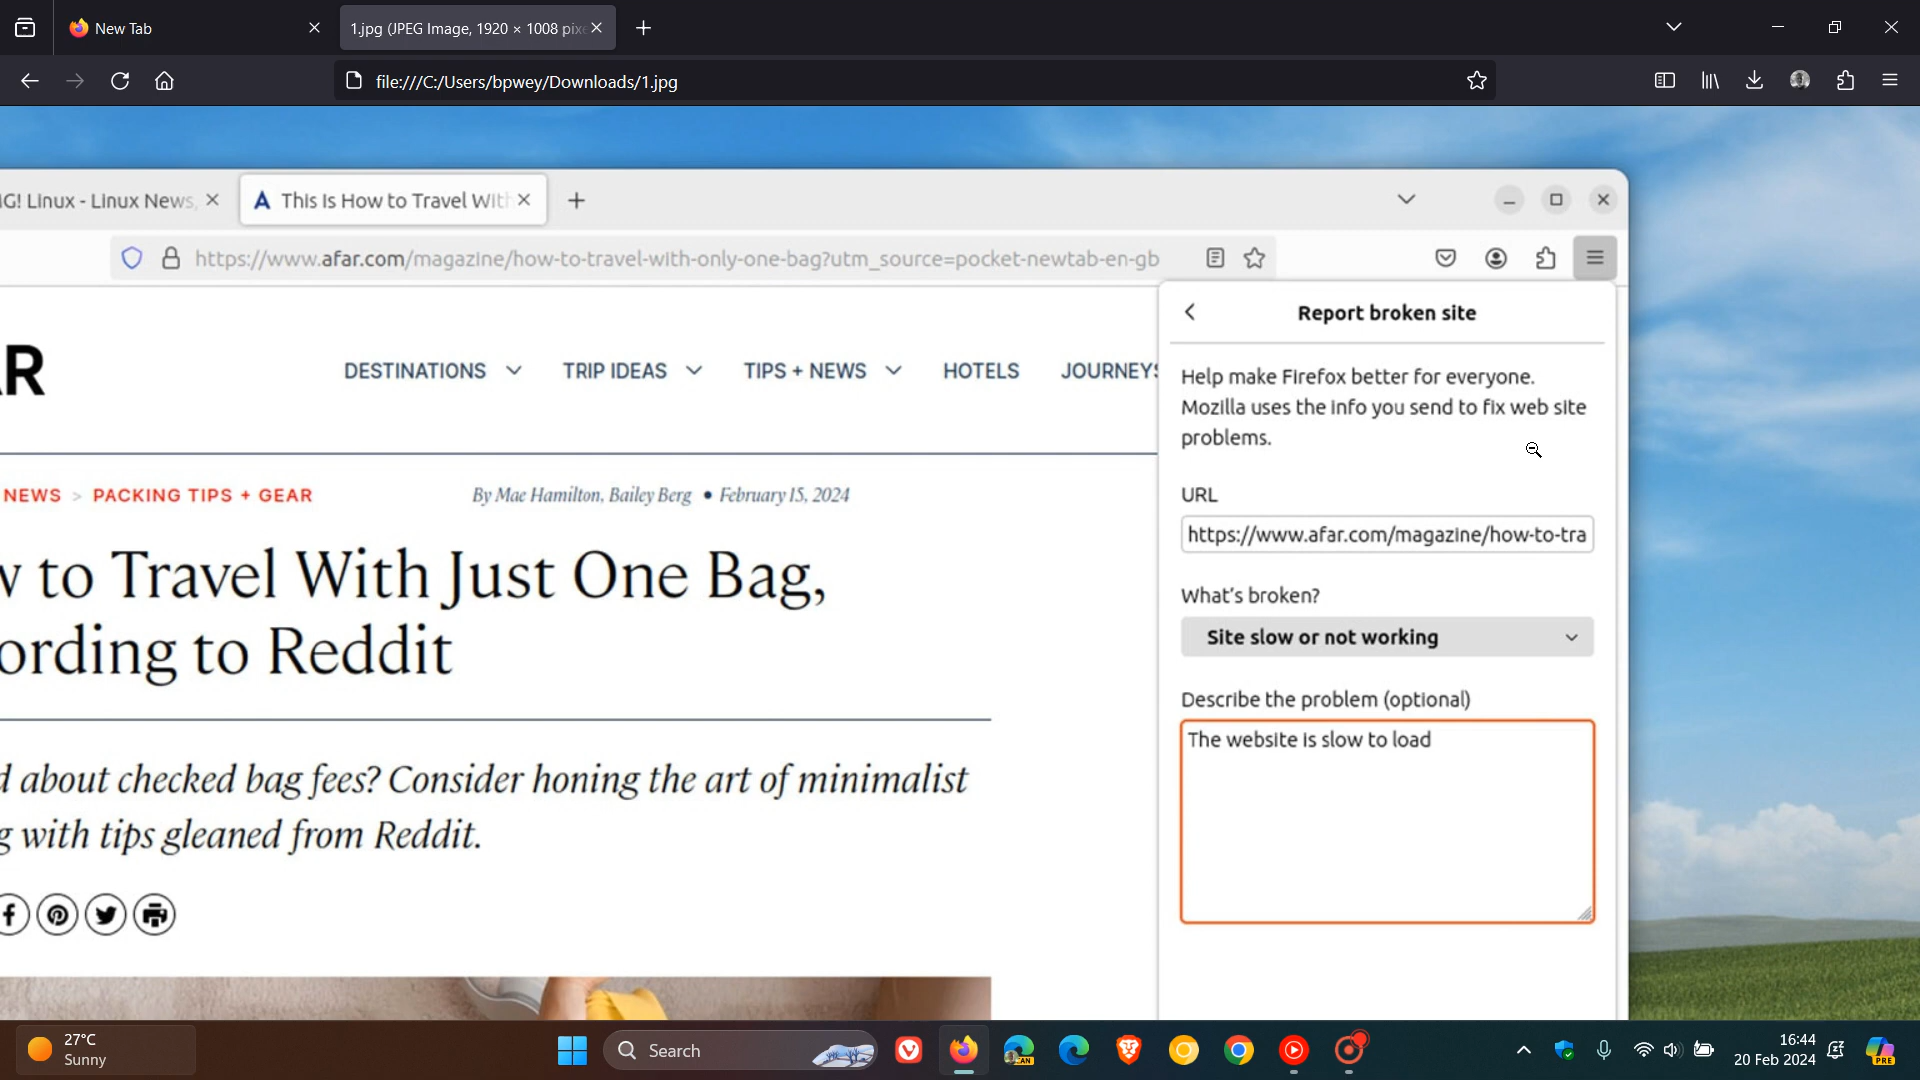 New Tab
1.jpg (JPEG Image, 1920 × 1008 pixe
file:///C:/Users/bpwey/Downloads/1.jpg
G! Linux - Linux News,
This Is How to Travel With
https://www.afar.com/magazine/how-to-travel-with-only-one-bag?utm_source=pocket-newtab-en-gb
Report broken site
AR
DESTINATIONS
TRIP IDEAS
TIPS + NEWS
HOTELS
JOURNEYS
Help make Firefox better for everyone.
Mozilla uses the info you send to fix web site
problems.
NEWS > PACKING TIPS + GEAR
By Mae Hamilton, Bailey Berg • February 15, 2024
URL
https://www.afar.com/magazine/how-to-tra
w to Travel With Just One Bag,
ording to Reddit
What's broken?
Site slow or not working
Describe the problem (optional)
The website is slow to load
d about checked bag fees? Consider honing the art of minimalist
g with tips gleaned from Reddit.
27°C
Sunny
Search
CAN
16:44
20 Feb 2024
PRE